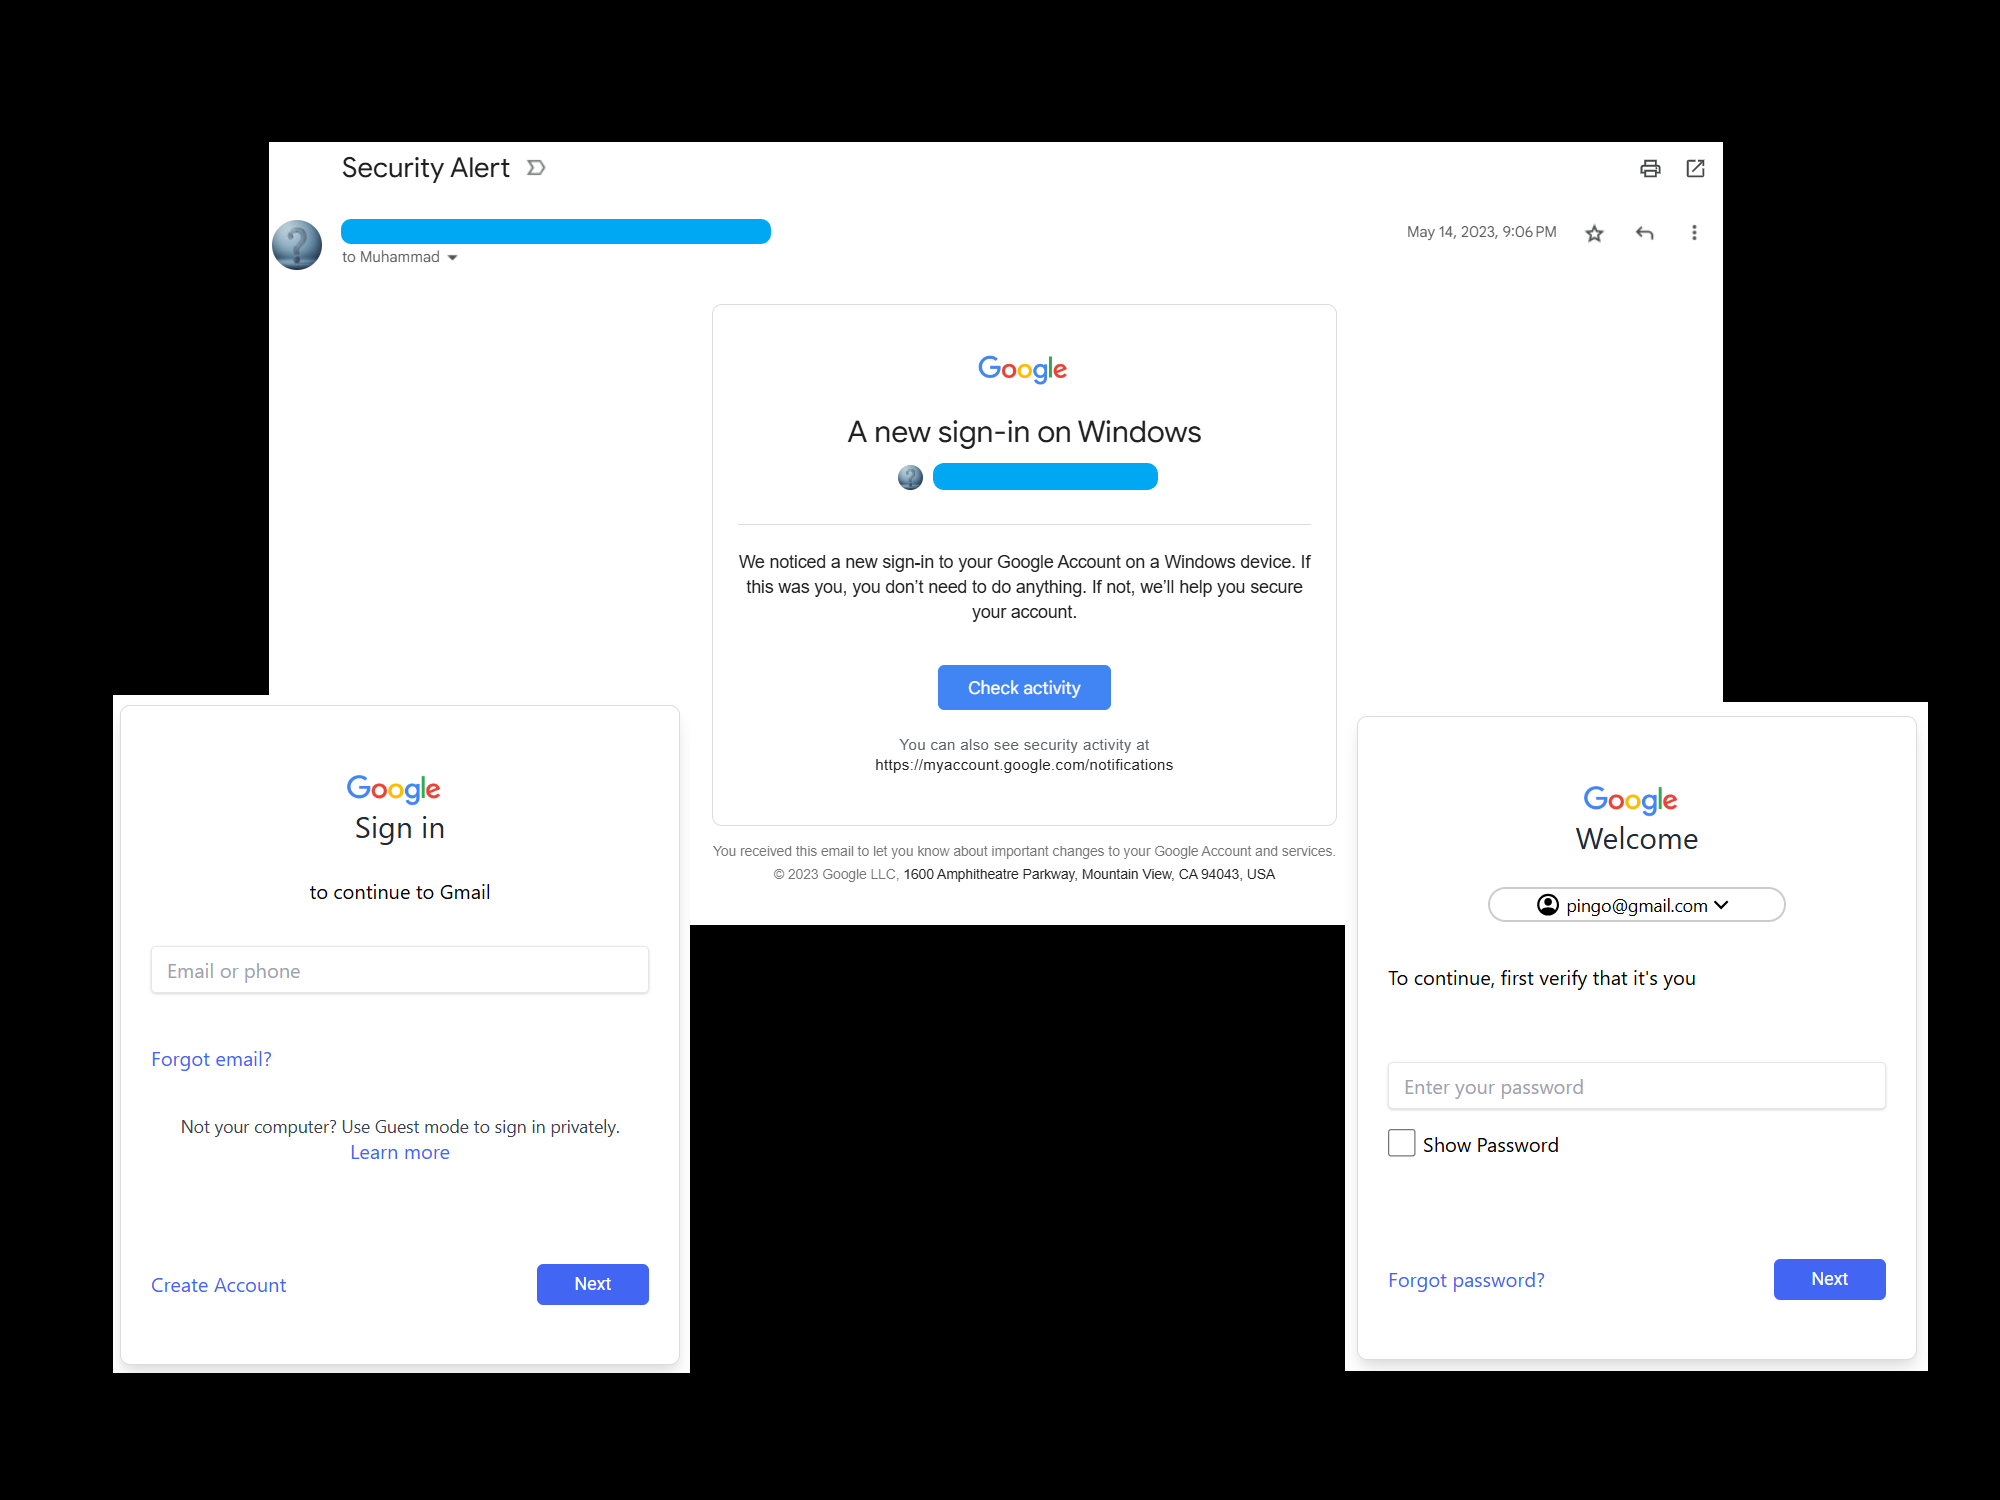 Security Alert
to Muhammad
May 14, 2023, 9:06 PM
Google
A new sign-in on Windows
We noticed a new sign-in to your Google Account on a Windows device. If
this was you, you don’t need to do anything. If not, we’ll help you secure
your account.
Check activity
You can also see security activity at
https://myaccount.google.com/notifications
You received this email to let you know about important changes to your Google Account and services.
© 2023 Google LLC, 1600 Amphitheatre Parkway, Mountain View, CA 94043, USA
Google
Sign in
to continue to Gmail
Email or phone
Forgot email?
Not your computer? Use Guest mode to sign in privately.
Learn more
Create Account
Next
Google
Welcome
pingo@gmail.com
To continue, first verify that it's you
Enter your password
Show Password
Forgot password?
Next